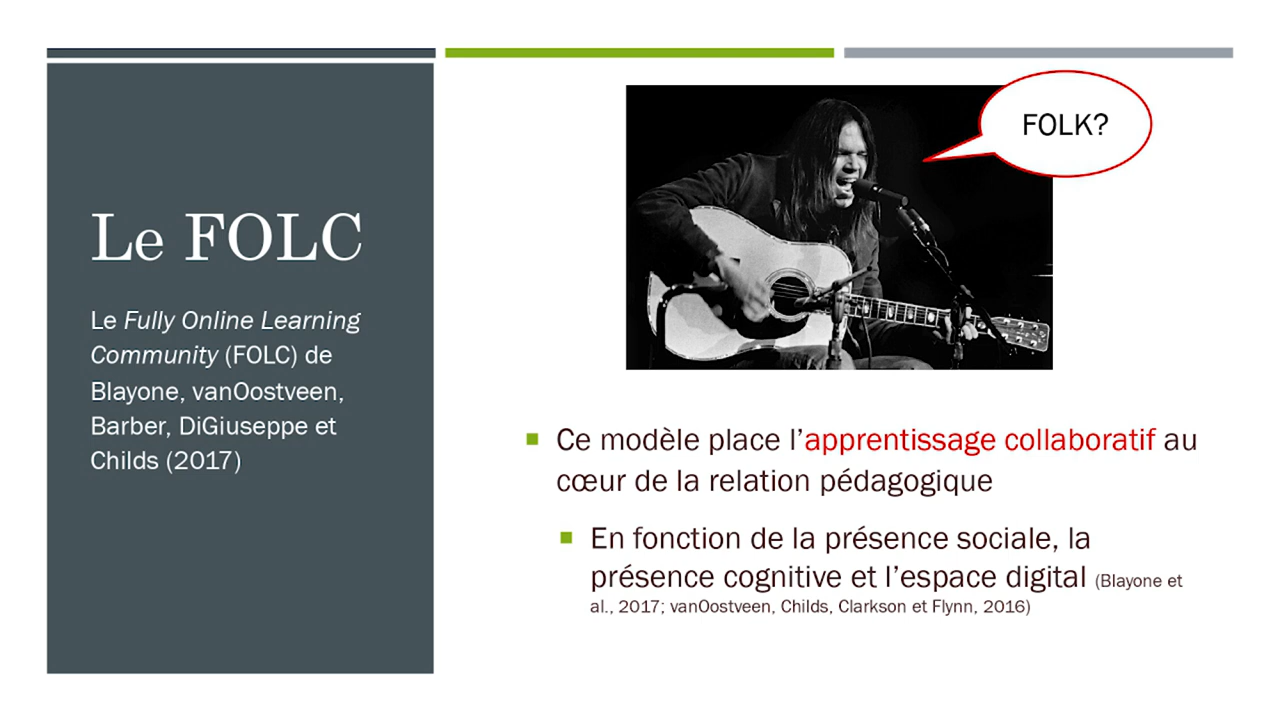 Le FOLC
Le Fully Online Learning
Community (FOLC) de
Blayone, vanOostveen,
Barber, DiGiuseppe et
Childs (2017)
FOLK?
Ce modèle place l’apprentissage collaboratif au
cœur de la relation pédagogique
En fonction de la présence sociale, la
présence cognitive et l’espace digital (Blayone et
al., 2017; vanOostveen, Childs, Clarkson et Flynn, 2016)